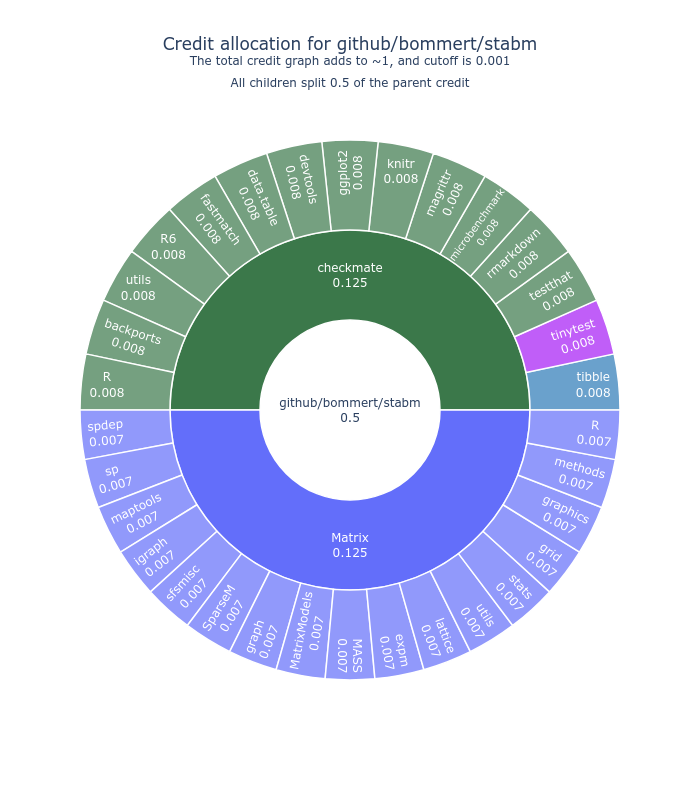 Credit allocation for github/bommert/stabm
The total credit graph adds to ~1, and cutoff is 0.001
All children split 0.5 of the parent credit
github/bommert/stabm
0.5
checkmate
0.125
Matrix
0.125
R
0.008
backports
0.008
utils
0.008
R6
0.008
fastmatch
0.008
data.table
0.008
devtools
0.008
ggplot2
0.008
knitr
0.008
magrittr
0.008
microbenchmark
0.008
rmarkdown
0.008
testthat
0.008
tinytest
0.008
tibble
0.008
R
0.007
methods
0.007
graphics
0.007
grid
0.007
stats
0.007
utils
0.007
lattice
0.007
expm
0.007
MASS
0.007
MatrixModels
0.007
graph
0.007
SparseM
0.007
sfsmisc
0.007
igraph
0.007
maptools
0.007
sp
0.007
spdep
0.007